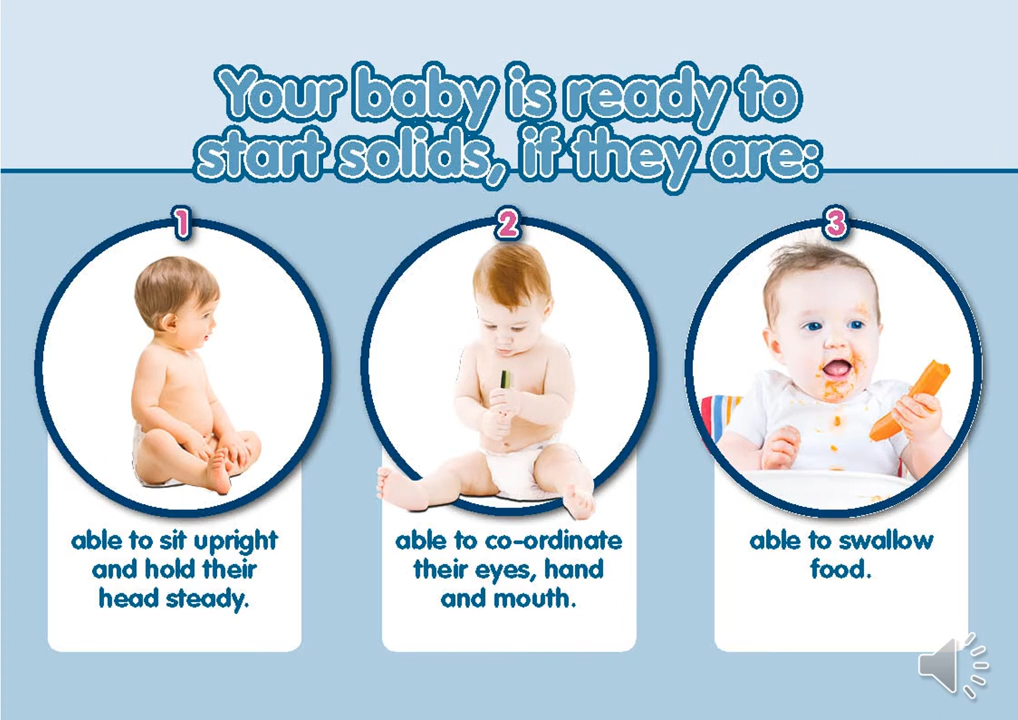 Your baby is ready to
start solids, if they are:
1
2
3
able to sit upright
and hold their
head steady.
able to co-ordinate
their eyes, hand
and mouth.
able to swallow
food.